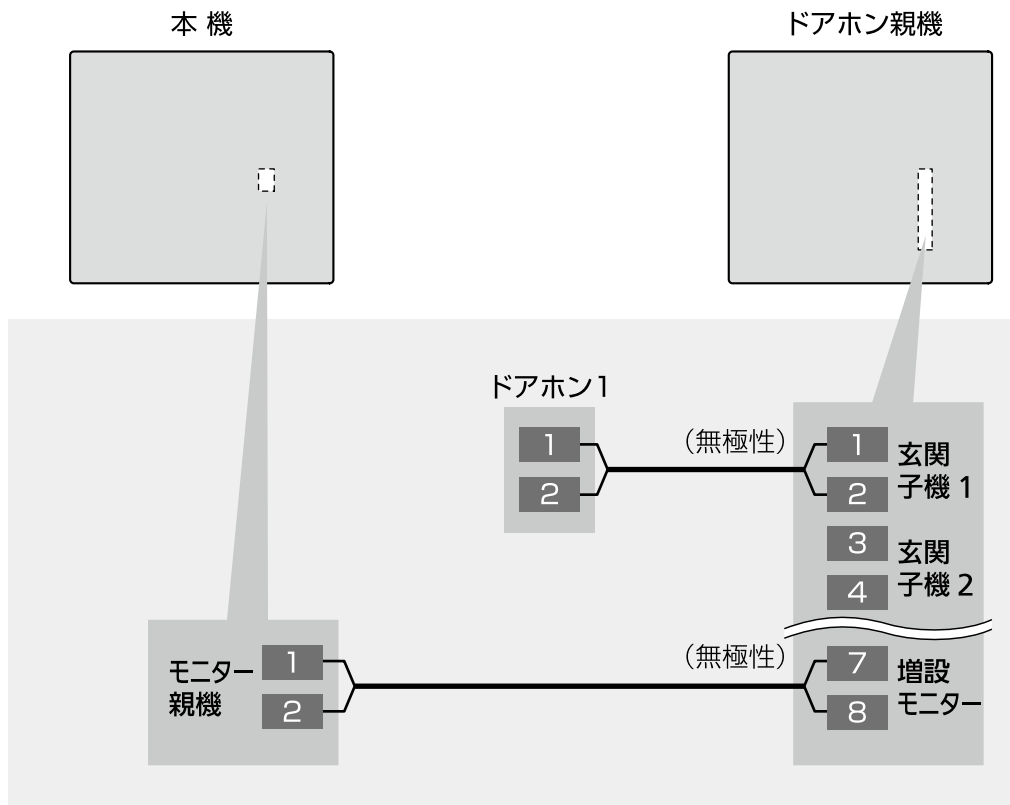 本 機
ドアホン親機
ドアホン1
1
2
(無極性)
1
2
玄関
子機 1
3
4
玄関
子機 2
モニター
親機
1
2
(無極性)
7
8
増設
モニター